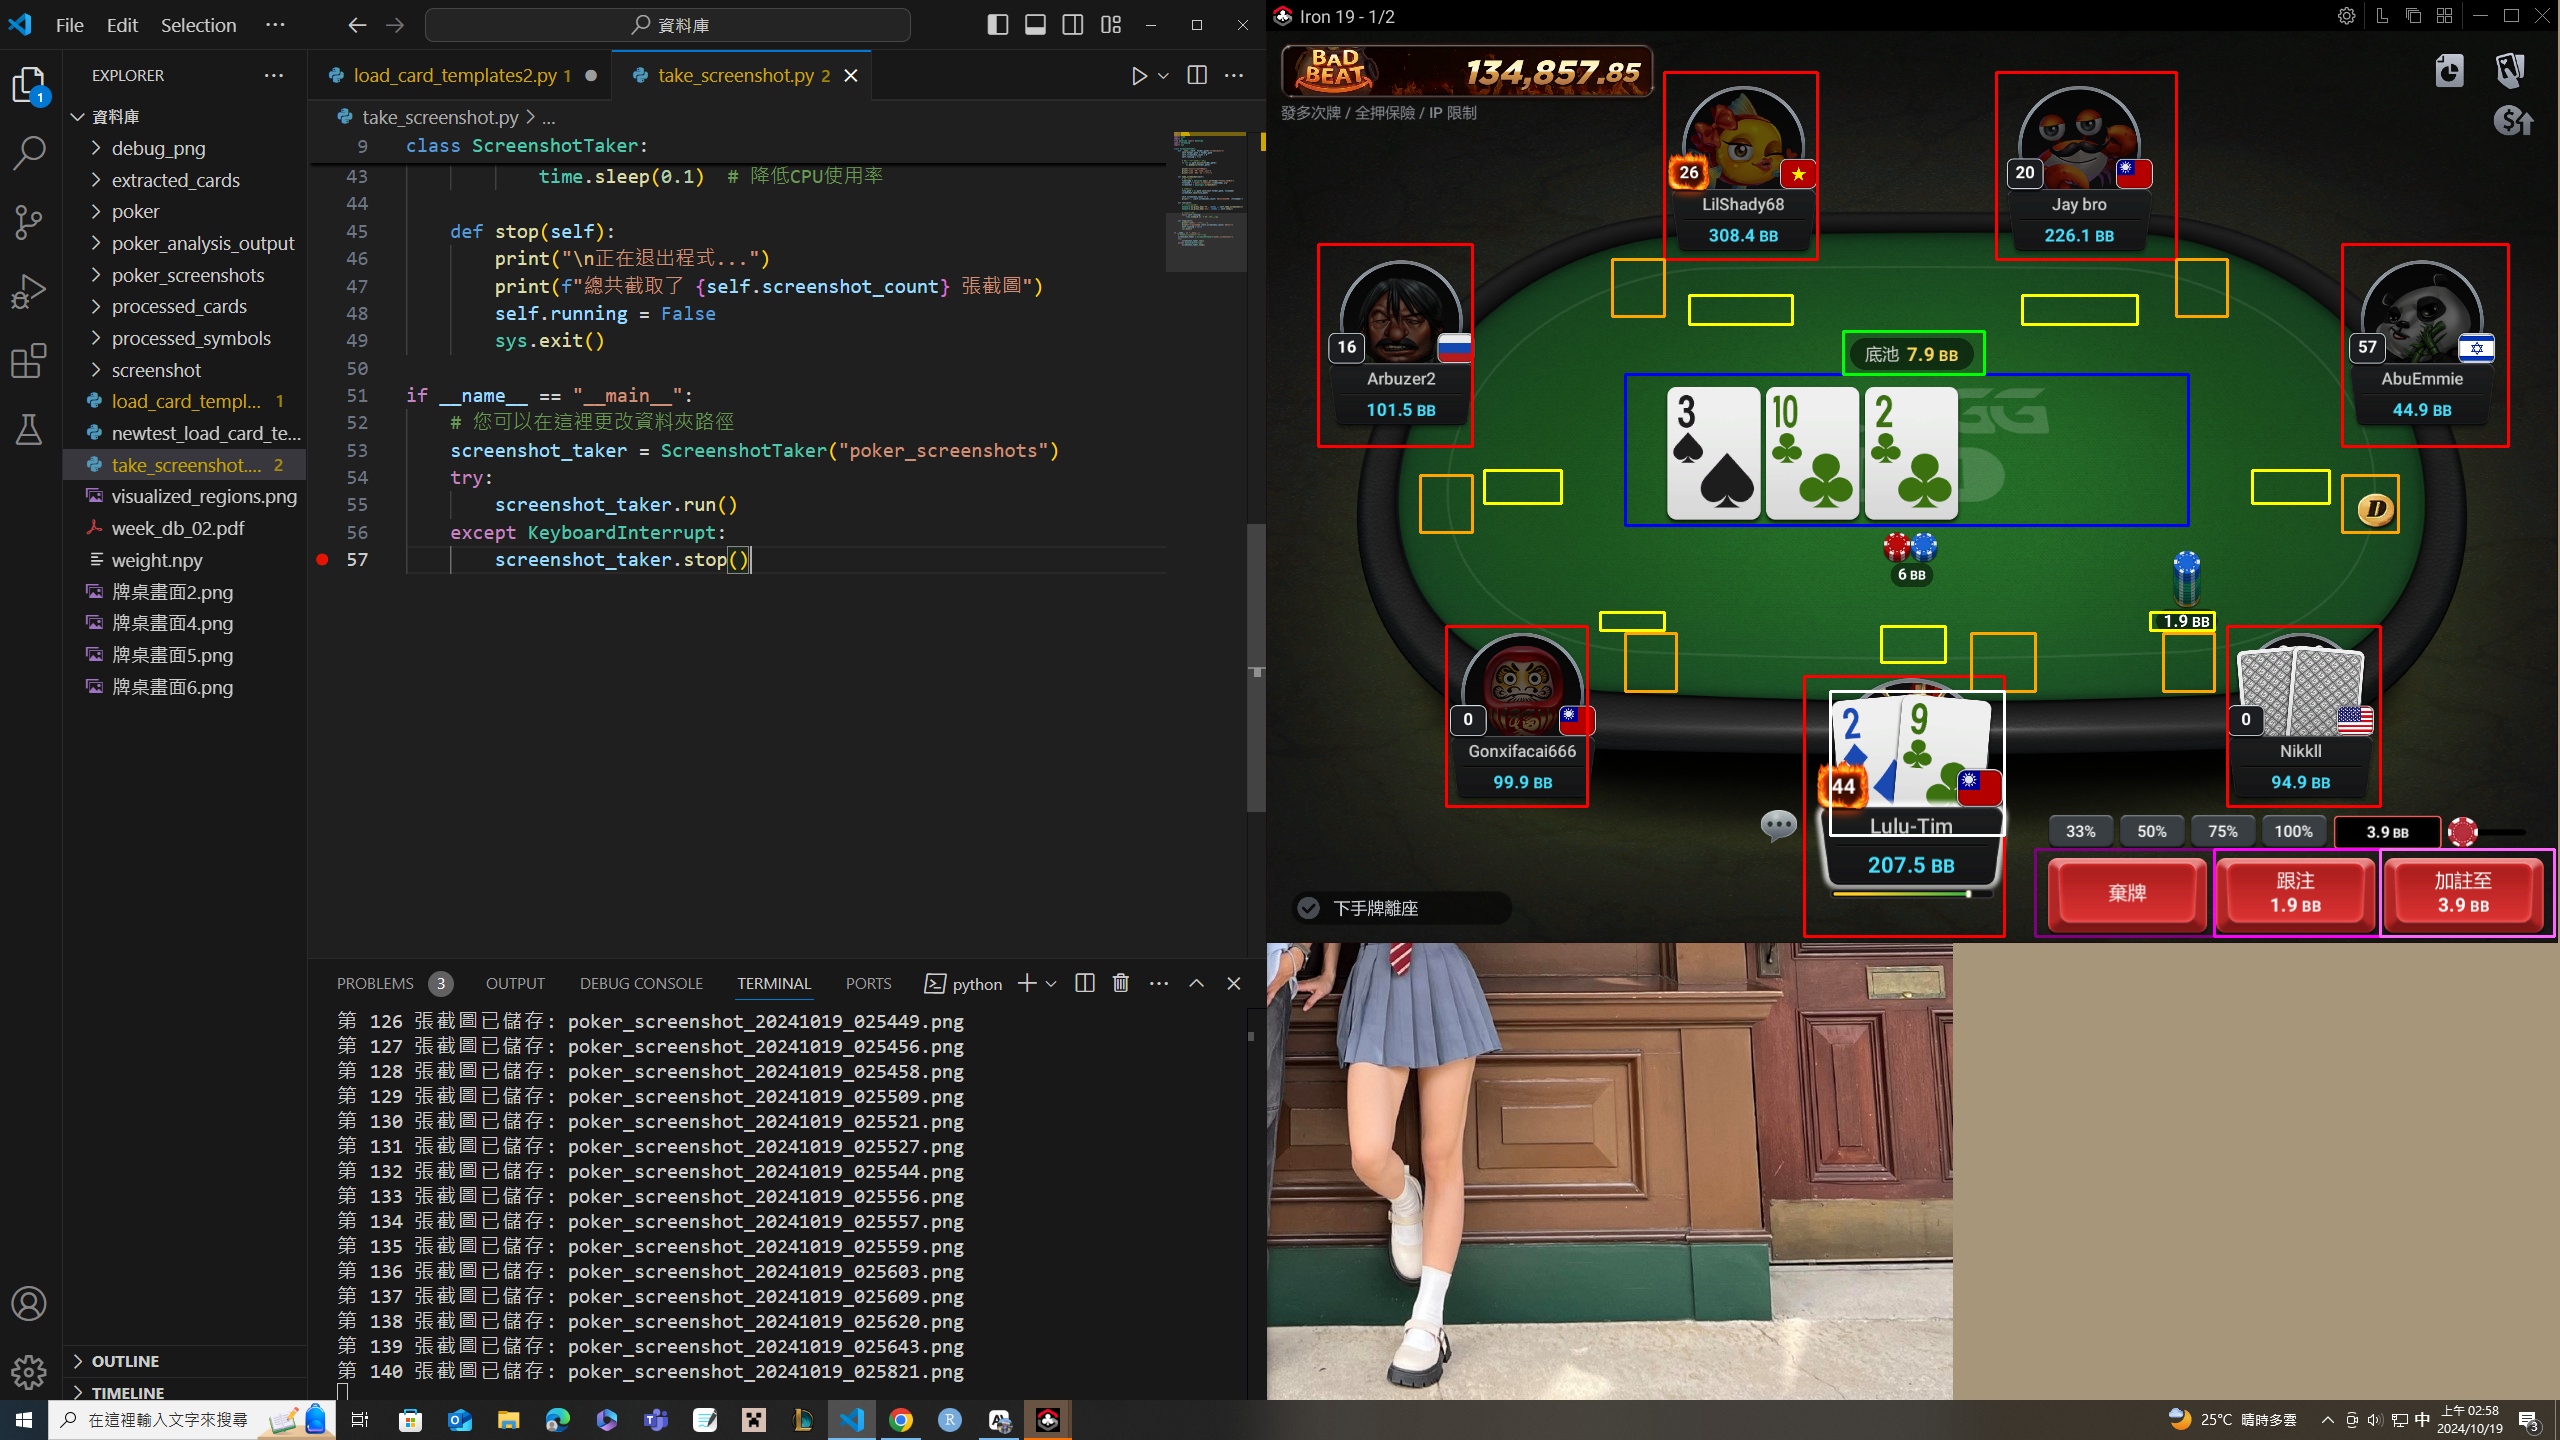 File Edit Selection ···
資料庫
EXPLORER ···
資料庫
debug_png
extracted_cards
poker
poker_analysis_output
poker_screenshots
processed_cards
processed_symbols
screenshot
load_card_templ... 1
newtest_load_card_te...
take_screenshot.... 2
visualized_regions.png
week_db_02.pdf
weight.npy
牌桌畫面2.png
牌桌畫面4.png
牌桌畫面5.png
牌桌畫面6.png
OUTLINE
TIMELINE
1
load_card_templates2.py 1
take_screenshot.py 2
take_screenshot.py > ...
9 class ScreenshotTaker:
43 time.sleep(0.1) # 降低CPU使用率
44
45 def stop(self):
46 print("\n正在退出程式...")
47 print(f"總共截取了 {self.screenshot_count} 張截圖")
48 self.running = False
49 sys.exit()
50
51 if __name__ == "__main__":
52 # 您可以在這裡更改資料夾路徑
53 screenshot_taker = ScreenshotTaker("poker_screenshots")
54 try:
55 screenshot_taker.run()
56 except KeyboardInterrupt:
57 screenshot_taker.stop()
PROBLEMS 3 OUTPUT DEBUG CONSOLE TERMINAL PORTS python
第 126 張截圖已儲存: poker_screenshot_20241019_025449.png
第 127 張截圖已儲存: poker_screenshot_20241019_025456.png
第 128 張截圖已儲存: poker_screenshot_20241019_025458.png
第 129 張截圖已儲存: poker_screenshot_20241019_025509.png
第 130 張截圖已儲存: poker_screenshot_20241019_025521.png
第 131 張截圖已儲存: poker_screenshot_20241019_025527.png
第 132 張截圖已儲存: poker_screenshot_20241019_025544.png
第 133 張截圖已儲存: poker_screenshot_20241019_025556.png
第 134 張截圖已儲存: poker_screenshot_20241019_025557.png
第 135 張截圖已儲存: poker_screenshot_20241019_025559.png
第 136 張截圖已儲存: poker_screenshot_20241019_025603.png
第 137 張截圖已儲存: poker_screenshot_20241019_025609.png
第 138 張截圖已儲存: poker_screenshot_20241019_025620.png
第 139 張截圖已儲存: poker_screenshot_20241019_025643.png
第 140 張截圖已儲存: poker_screenshot_20241019_025821.png
Iron 19 - 1/2
BAD BEAT 134,857.85
發多次牌 / 全押保險 / IP 限制
26
LilShady68
308.4 BB
20
Jay bro
226.1 BB
16
Arbuzer2
101.5 BB
57
AbuEmmie
44.9 BB
底池 7.9 BB
3 10 2
D
6 BB
1.9 BB
0
Gonxifacai666
99.9 BB
2 9
44
Lulu-Tim
207.5 BB
0
Nikkll
94.9 BB
33% 50% 75% 100% 3.9 BB
棄牌
跟注
1.9 BB
加註至
3.9 BB
下手牌離座
在這裡輸入文字來搜尋
25°C 晴時多雲
中
上午 02:58
2024/10/19
3